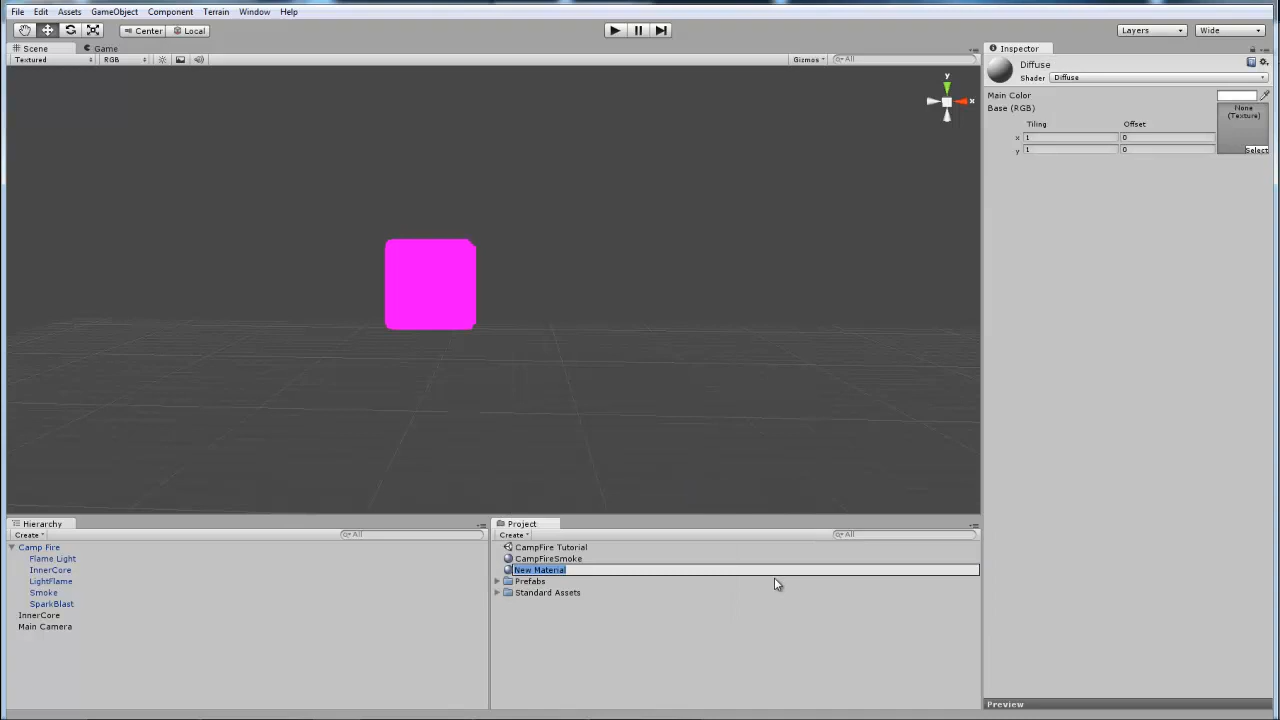 File Edit Assets GameObject Component Terrain Window Help
Center Local Layers Wide
Scene Game Inspector
Textured RGB Gizmos All
y
x
Diffuse
Shader Diffuse
Main Color
Base (RGB) None
(Texture)
Tiling Offset
x 1 0
y 1 0 Select
Hierarchy Project
Create All Create All
Camp Fire CampFire Tutorial
Flame Light CampFireSmoke
InnerCore New Material
LightFlame Prefabs
Smoke Standard Assets
SparkBlast
InnerCore
Main Camera
Preview